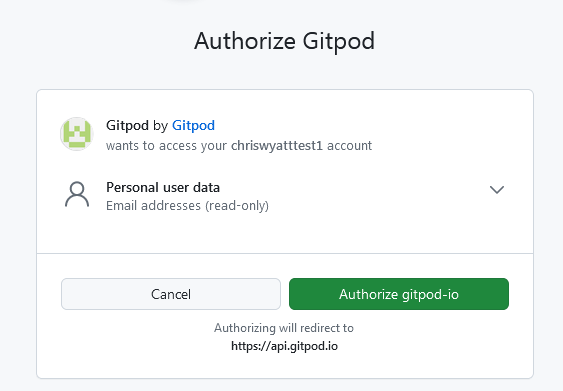 Authorize Gitpod
Gitpod by Gitpod
wants to access your chriswyatttest1 account
Personal user data
Email addresses (read-only)
Cancel
Authorize gitpod-io
Authorizing will redirect to
https://api.gitpod.io